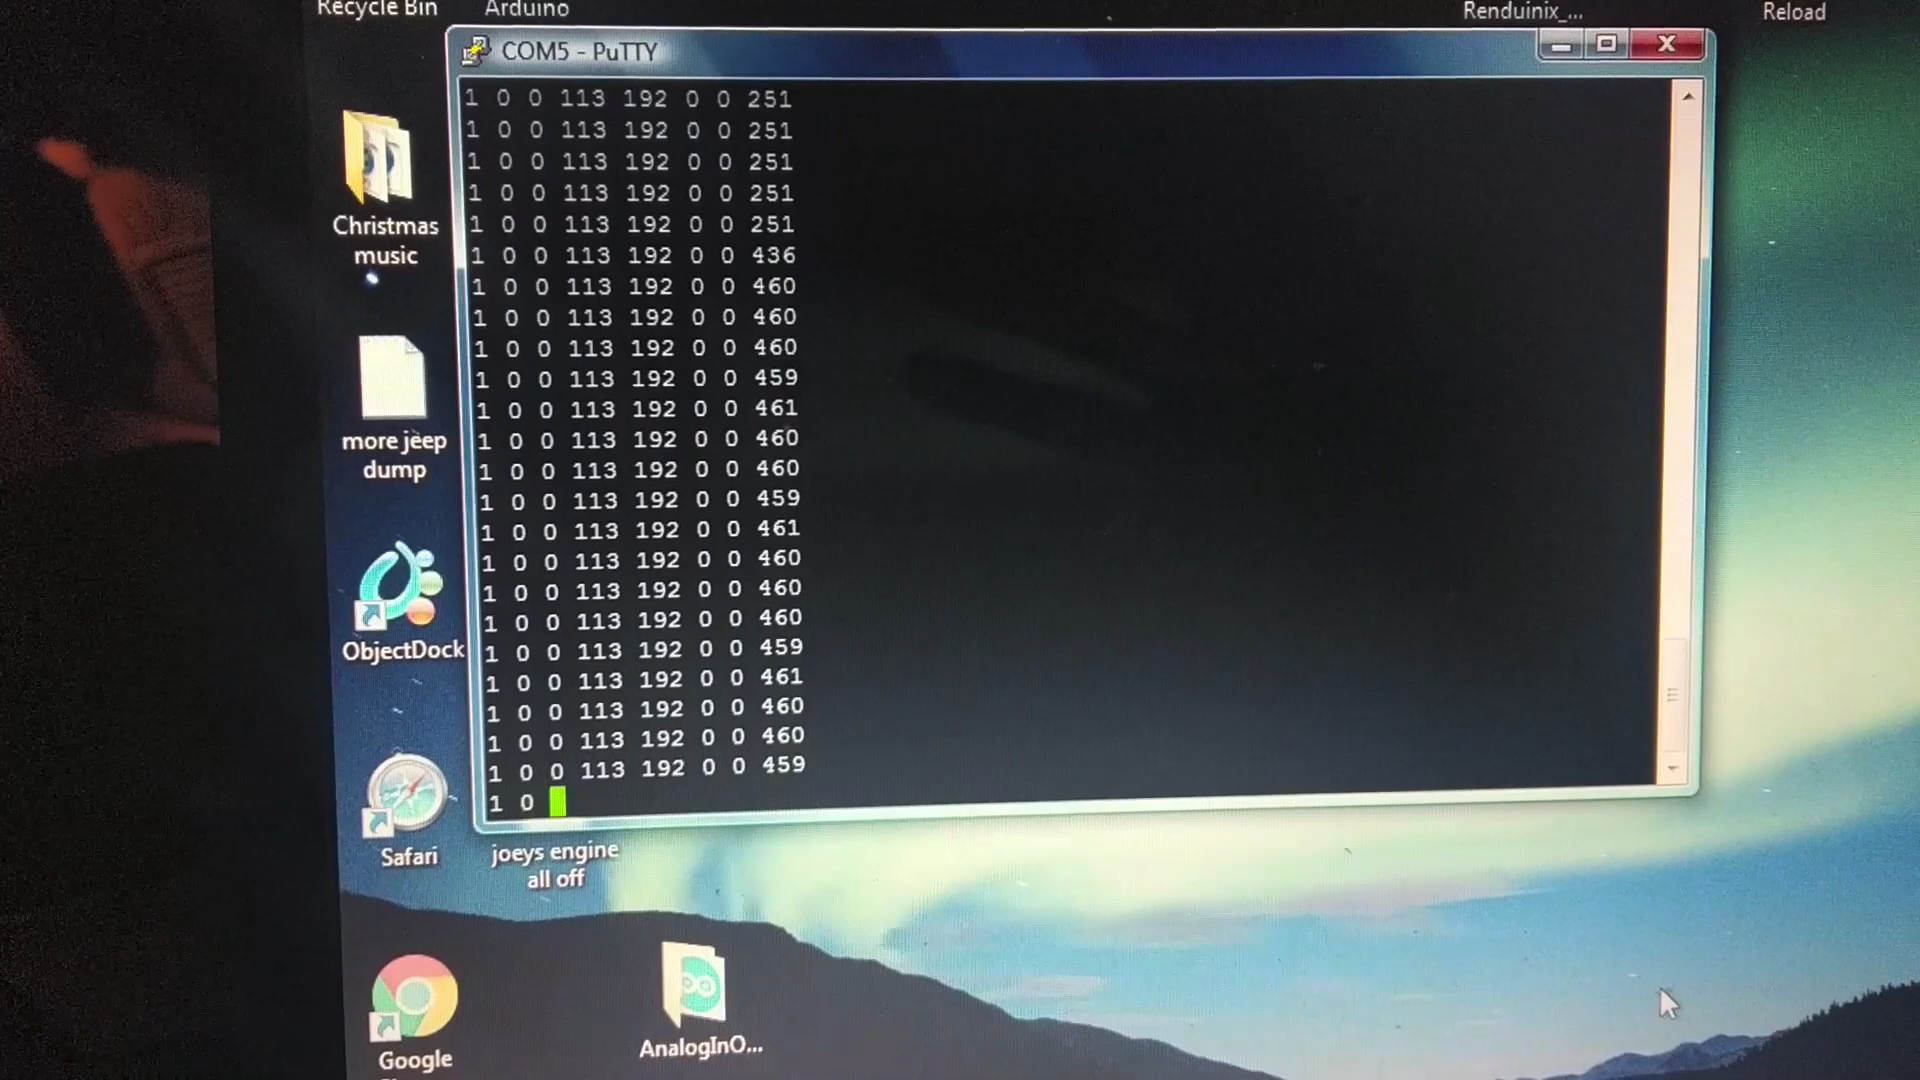 Recycle Bin
Arduino
Renduinix_...
Reload
COM5 - PuTTY
1 0 0 113 192 0 0 251
1 0 0 113 192 0 0 251
1 0 0 113 192 0 0 251
1 0 0 113 192 0 0 251
1 0 0 113 192 0 0 251
1 0 0 113 192 0 0 436
1 0 0 113 192 0 0 460
1 0 0 113 192 0 0 460
1 0 0 113 192 0 0 460
1 0 0 113 192 0 0 459
1 0 0 113 192 0 0 461
1 0 0 113 192 0 0 460
1 0 0 113 192 0 0 460
1 0 0 113 192 0 0 459
1 0 0 113 192 0 0 461
1 0 0 113 192 0 0 460
1 0 0 113 192 0 0 460
1 0 0 113 192 0 0 460
1 0 0 113 192 0 0 459
1 0 0 113 192 0 0 461
1 0 0 113 192 0 0 460
1 0 0 113 192 0 0 460
1 0 0 113 192 0 0 459
1 0
Christmas
music
more jeep
dump
ObjectDock
Safari
joeys engine
all off
Google
AnalogInO...